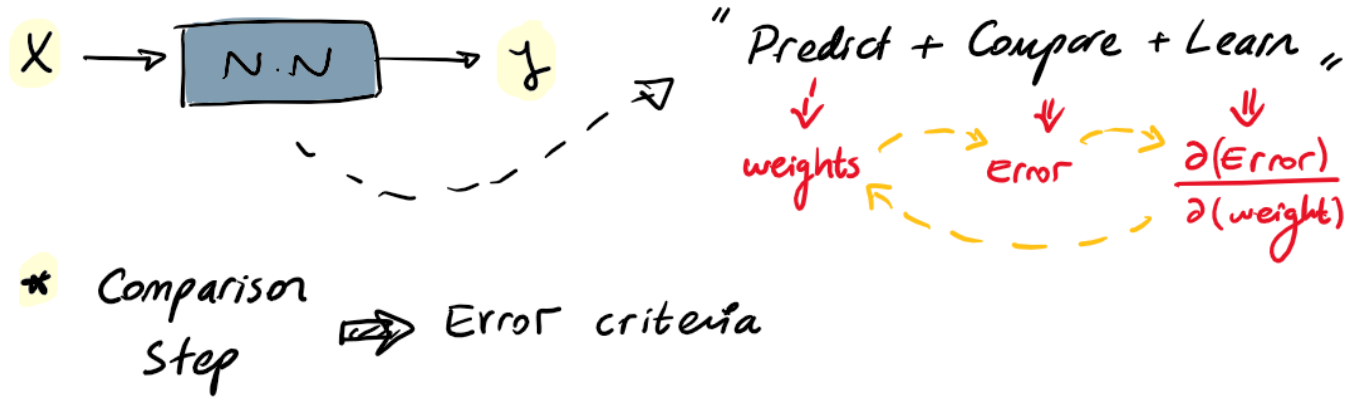 X → N.N → y
" Predict + Compare + Learn "
weights Error ∂(Error)
∂(weight)
* Comparison
Step ⇒ Error criteria